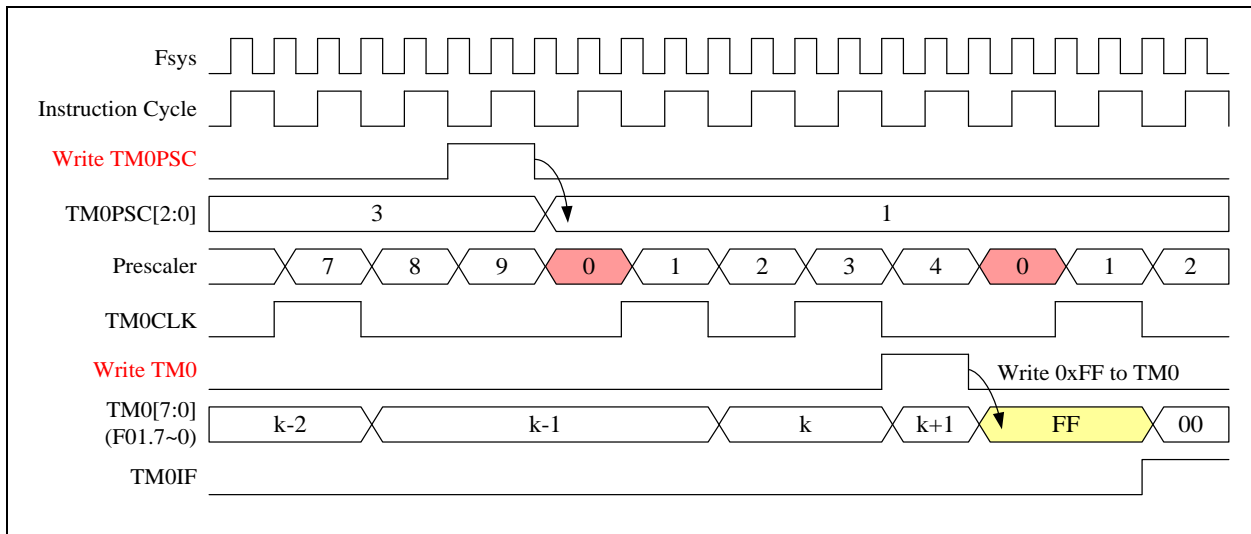 Fsys
Instruction Cycle
Write TM0PSC
TM0PSC[2:0] 3 1
Prescaler 7 8 9 0 1 2 3 4 0 1 2
TM0CLK
Write TM0 Write 0xFF to TM0
TM0[7:0] k-2 k-1 k k+1 FF 00
(F01.7~0)
TM0IF